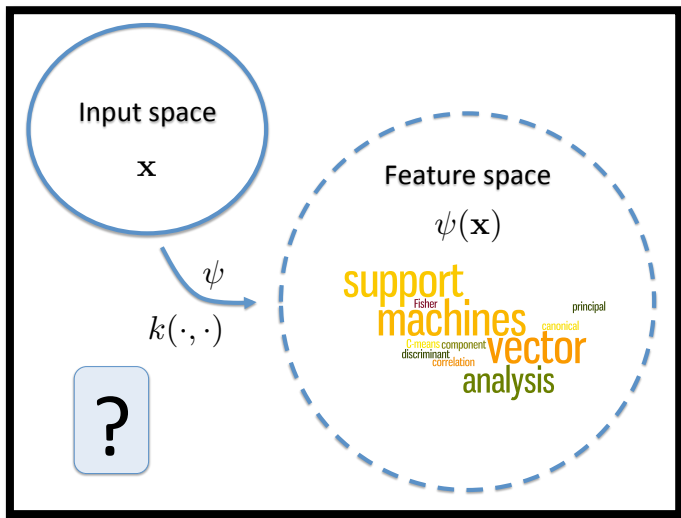 Input space
x
Feature space
ψ(x)
ψ
k(·, ·)
support
Fisher
principal
machines
canonical
C-means component
vector
discriminant
correlation
analysis
?